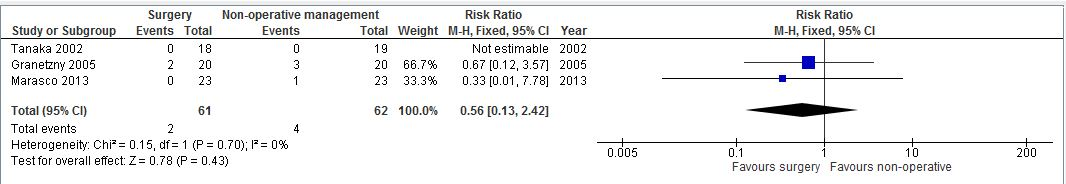 Surgery Non-operative management Risk Ratio Risk Ratio
Study or Subgroup Events Total Events Total Weight M-H, Fixed, 95% CI Year M-H, Fixed, 95% CI
Tanaka 2002 0 18 0 19 Not estimable 2002
Granetzny 2005 2 20 3 20 66.7% 0.67 [0.12, 3.57] 2005
Marasco 2013 0 23 1 23 33.3% 0.33 [0.01, 7.78] 2013
Total (95% CI) 61 62 100.0% 0.56 [0.13, 2.42]
Total events 2 4
Heterogeneity: Chi² = 0.15, df = 1 (P = 0.70); I² = 0%
Test for overall effect: Z = 0.78 (P = 0.43)
0.005 0.1 1 10 200
Favours surgery Favours non-operative